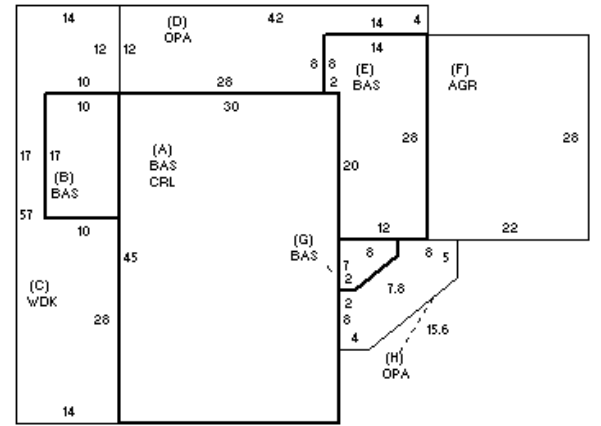 14 42 14 4
(D)
OPA
12 12
14
8 8
(E)
BAS
(F)
AGR
10 28 2
10 30
17 17
(A)
BAS
CRL
28 28
20
(B)
BAS
57
10
12 22
(G)
BAS
8 8 5
7
2
45
(C)
WDK
7.8
2
8
28
15.6
4
(H)
OPA
14